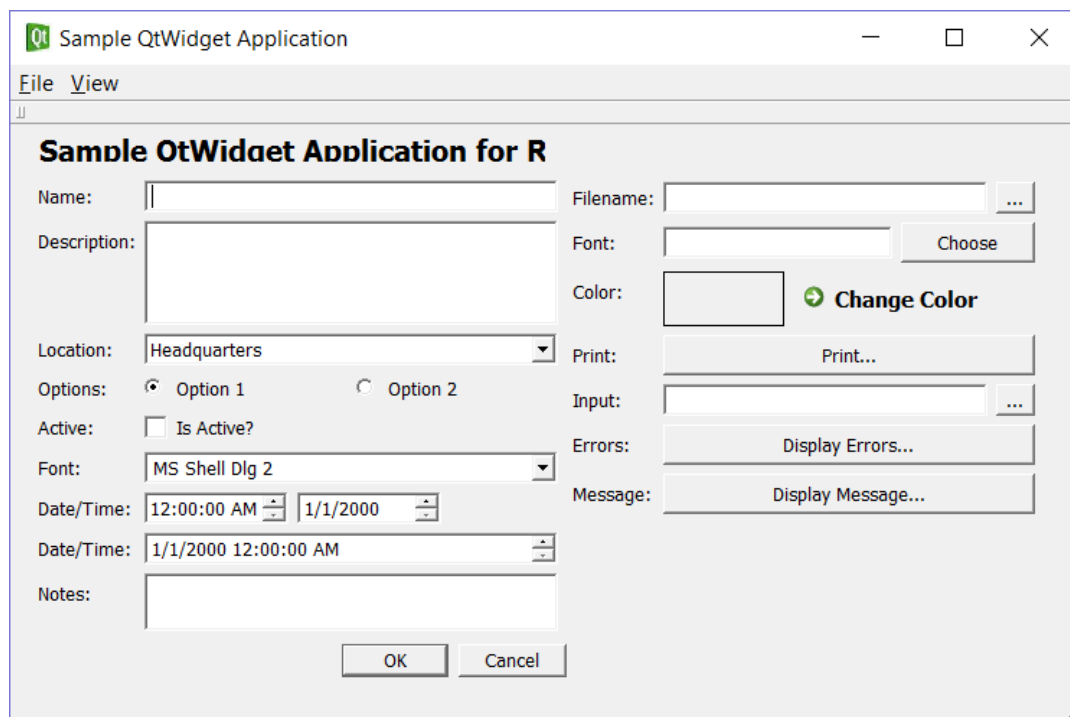 Qt Sample QtWidget Application
File View
Sample QtWidget Application for R
Name:
Description:
Location: Headquarters
Options: Option 1 Option 2
Active: Is Active?
Font: MS Shell Dlg 2
Date/Time: 12:00:00 AM 1/1/2000
Date/Time: 1/1/2000 12:00:00 AM
Notes:
OK Cancel
Filename: ...
Font: Choose
Color: Change Color
Print: Print...
Input: ...
Errors: Display Errors...
Message: Display Message...